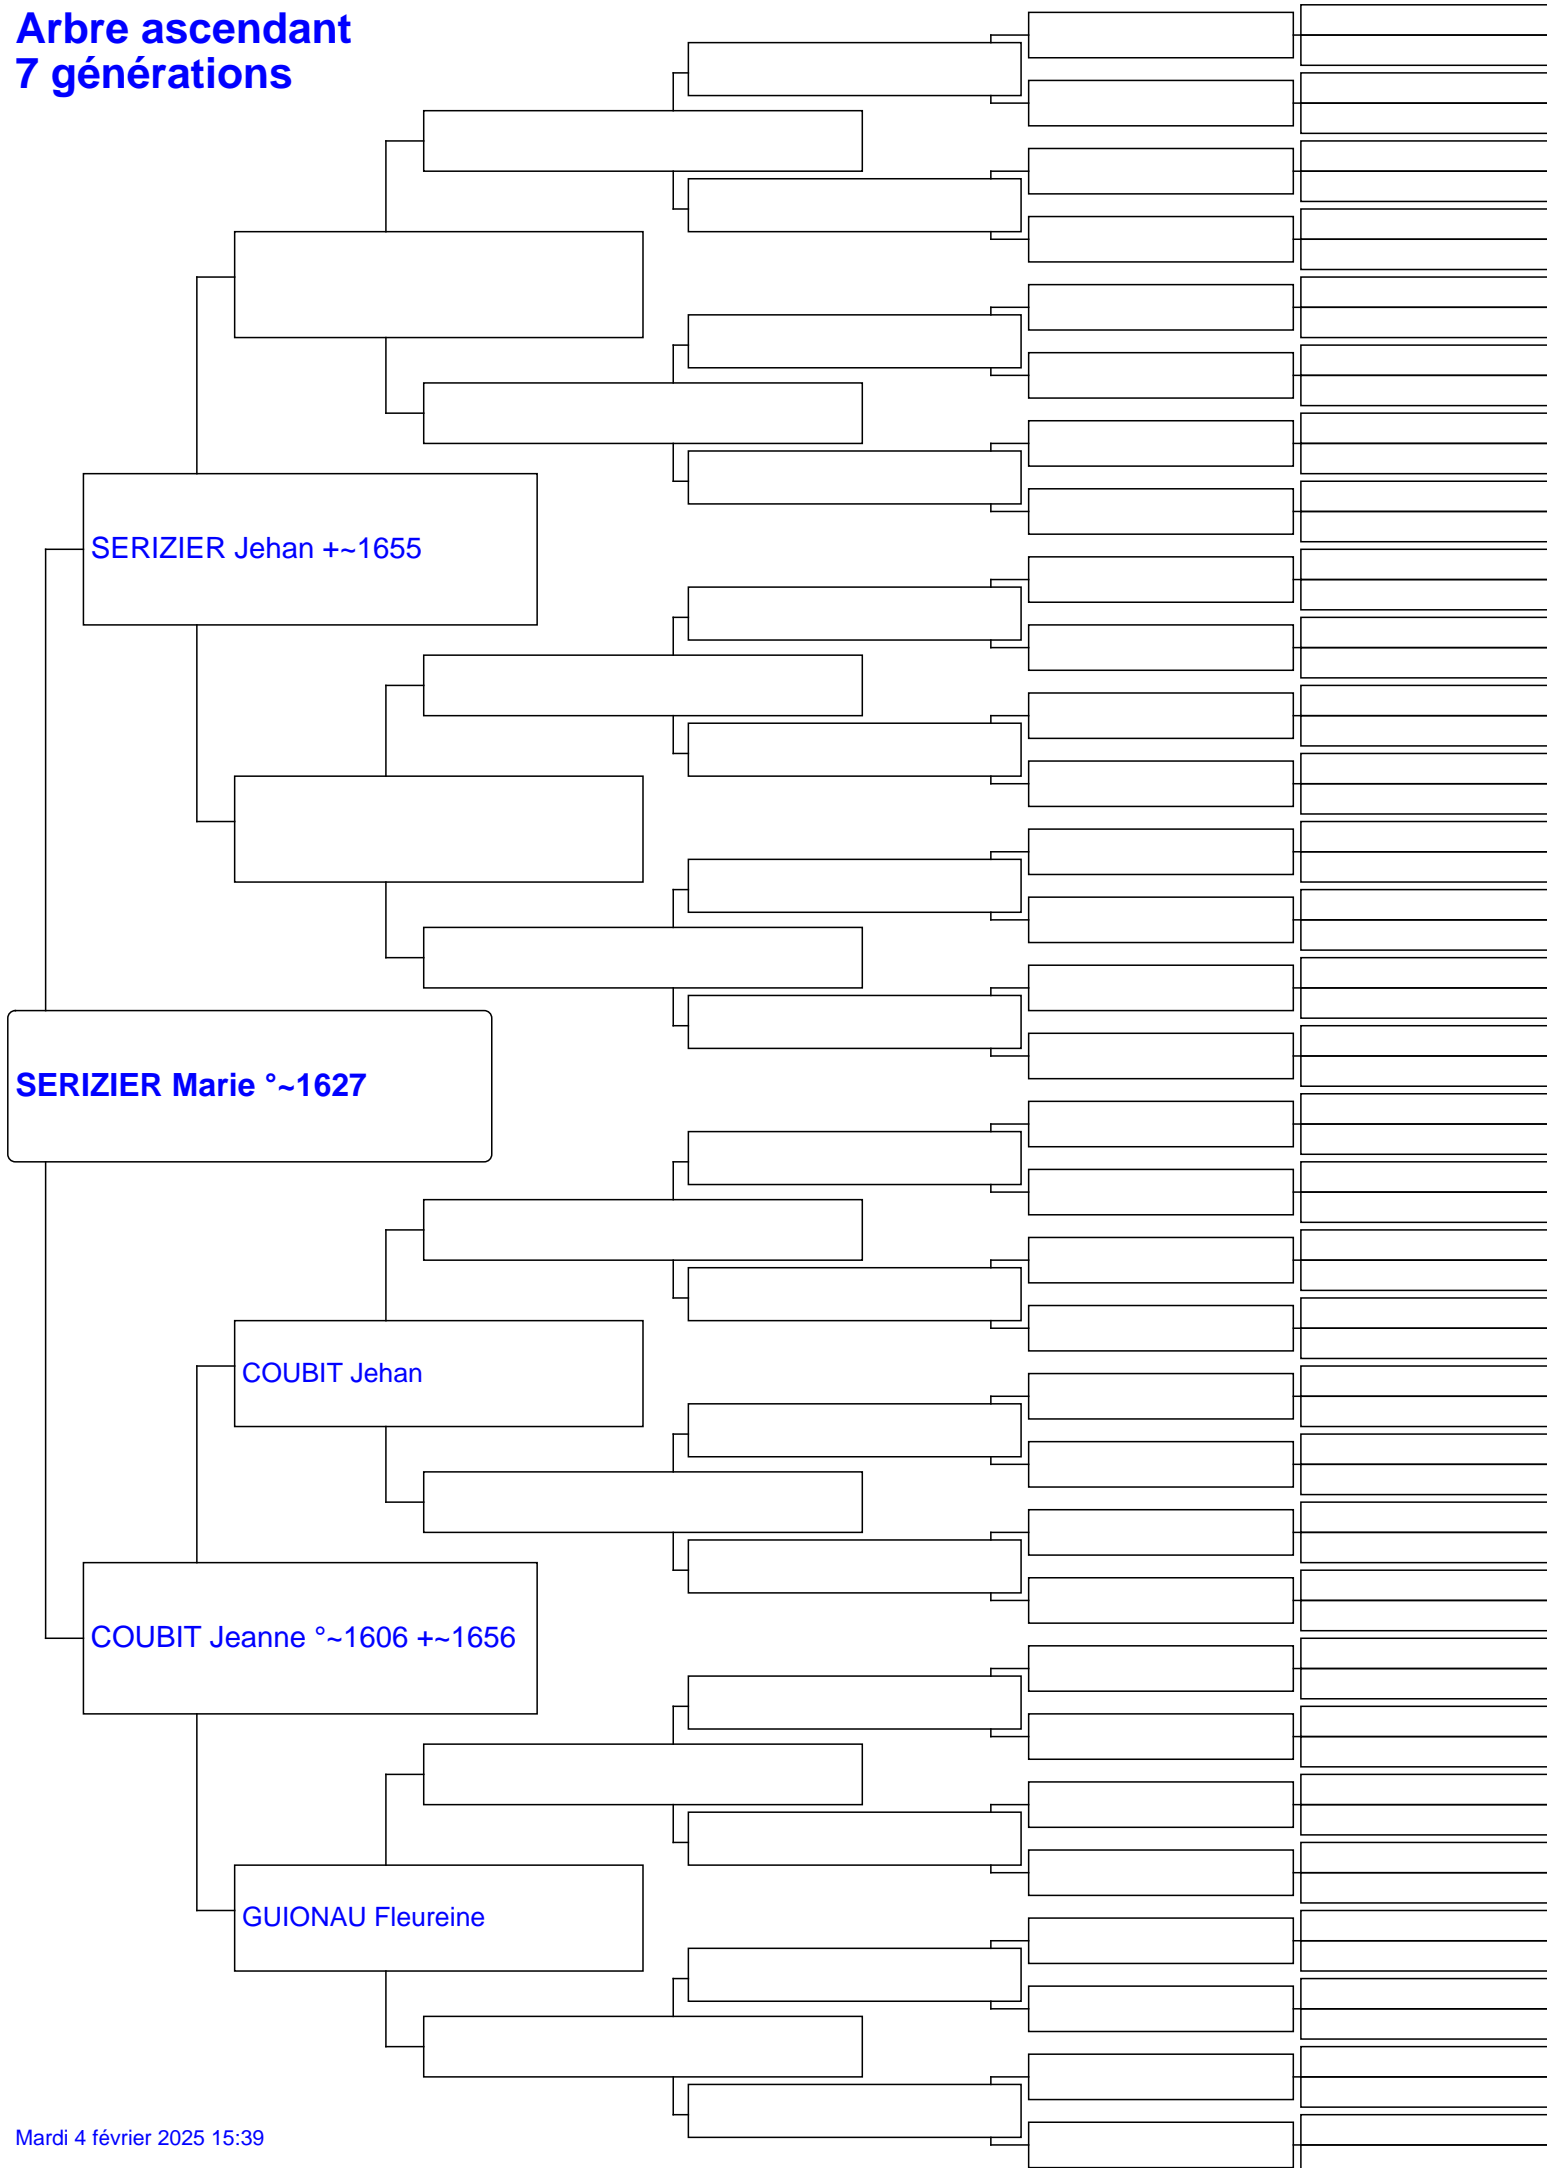 Arbre ascendant
7 générations
SERIZIER Jehan +~1655
SERIZIER Marie °~1627
COUBIT Jehan
COUBIT Jeanne °~1606 +~1656
GUIONAU Fleureine
Mardi 4 février 2025 15:39